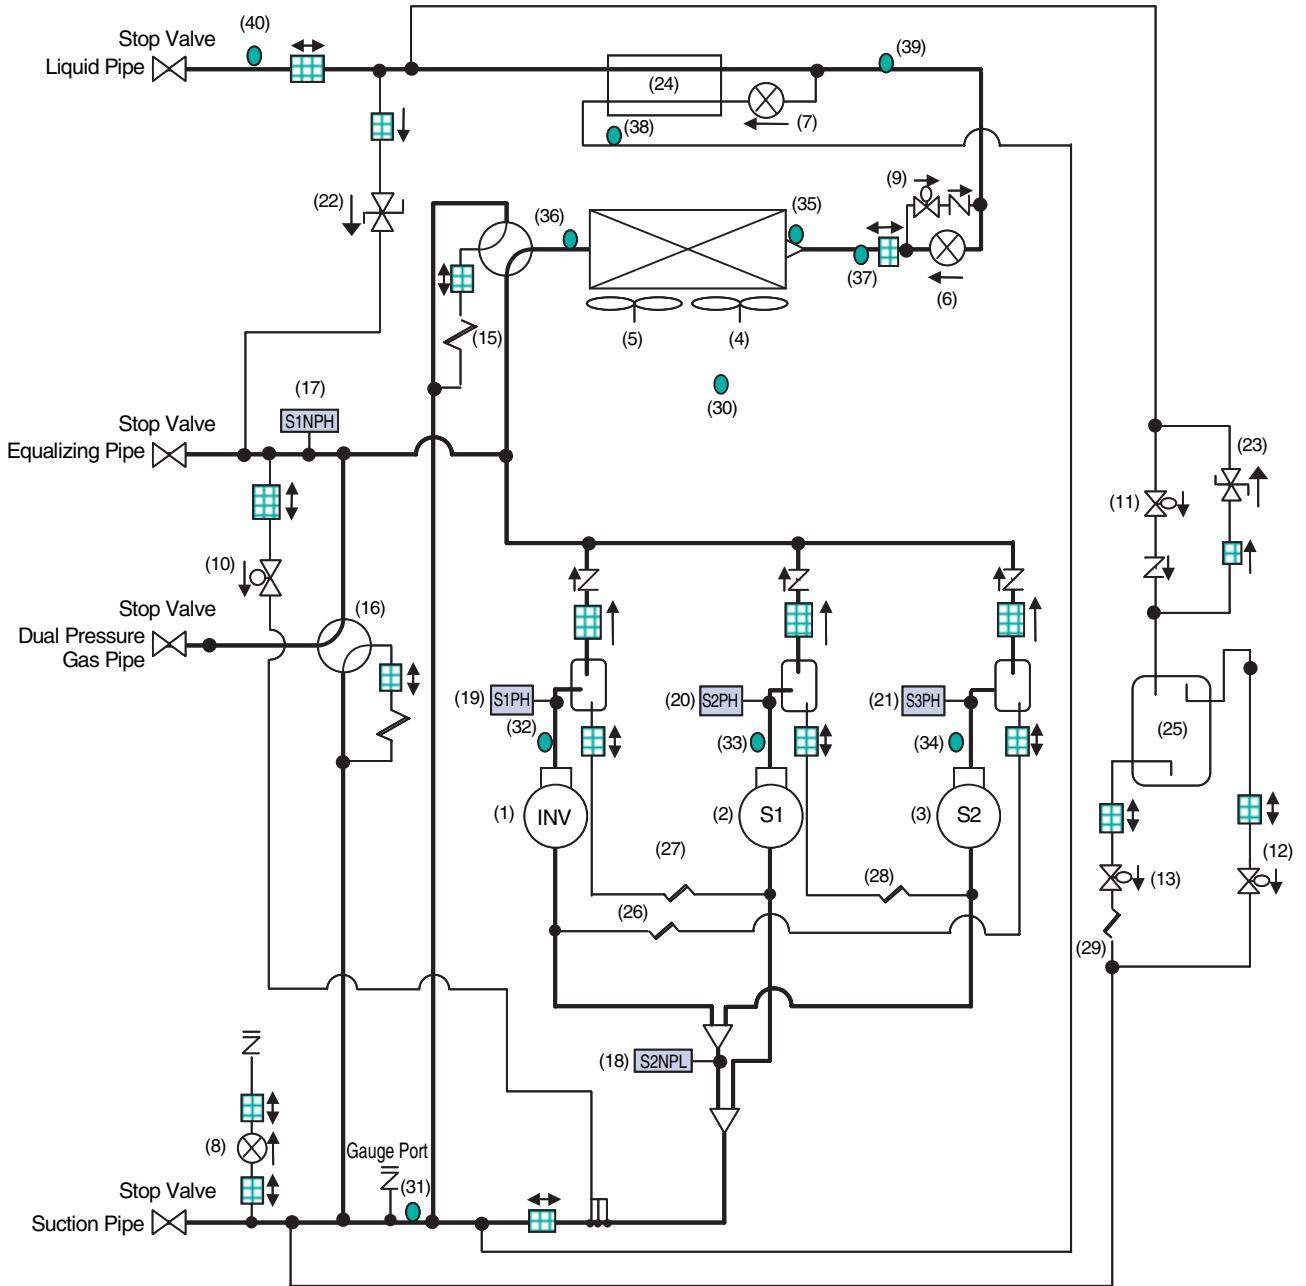 (40)
Stop Valve
Liquid Pipe
(39)
(24)
(7)
(38)
(9)
(22)
(36)
(35)
(37)
(6)
(15)
(5)
(4)
(30)
(17)
S1NPH
Stop Valve
Equalizing Pipe
(23)
(11)
(10)
Stop Valve
Dual Pressure
Gas Pipe
(16)
(19)
S1PH
(20)
S2PH
(21)
S3PH
(25)
(32)
(33)
(34)
(1)
INV
(2)
S1
(3)
S2
(27)
(12)
(28)
(13)
(26)
(29)
(18)
S2NPL
(8)
Gauge Port
(31)
Stop Valve
Suction Pipe